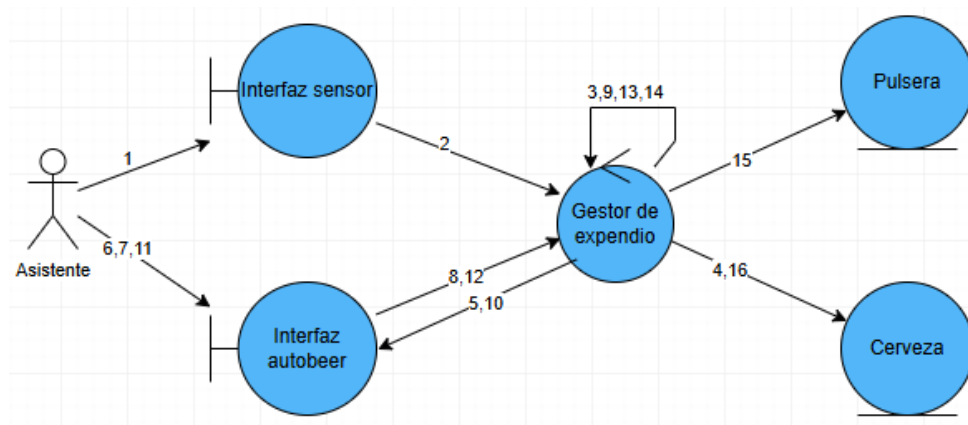 Interfaz sensor
Pulsera
3,9,13,14
2
1
15
Gestor de
expendio
Asistente
6,7,11
8,12
5,10
4,16
Interfaz
autobeer
Cerveza